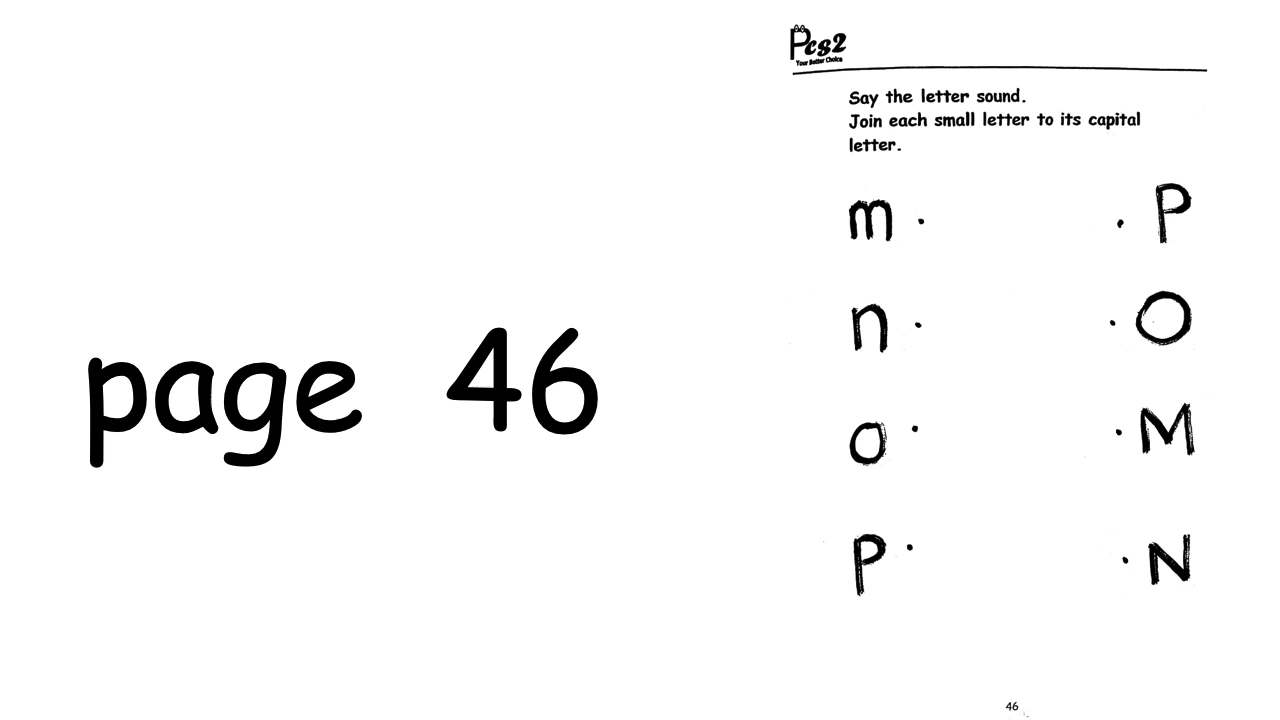 page 46
Pcs2
Your Better Choice
Say the letter sound.
Join each small letter to its capital
letter.
m . . P
n . . O
o . . M
p . . N
46